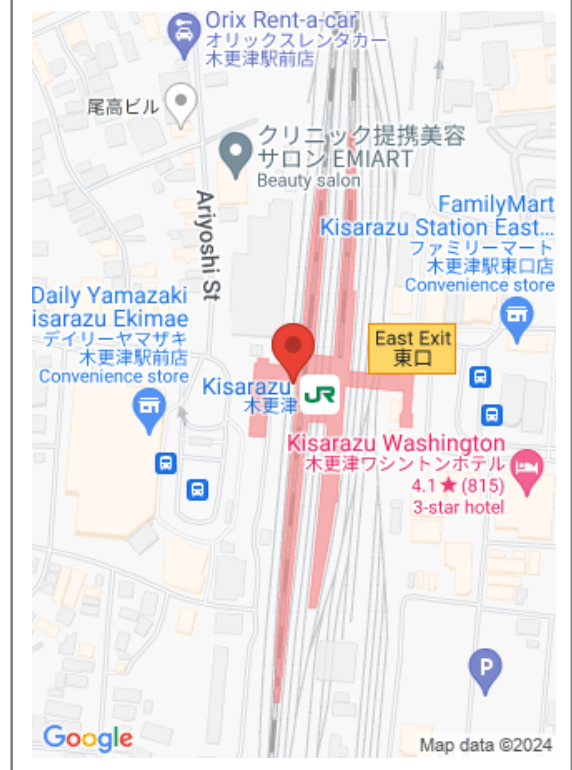 Orix Rent-a-car
オリックスレンタカー
木更津駅前店
尾高ビル
クリニック提携美容
サロン EMIART
Beauty salon
Ariyoshi St
FamilyMart
Kisarazu Station East...
ファミリーマート
木更津駅東口店
Convenience store
Daily Yamazaki
isarazu Ekimae
デイリーヤマザキ
木更津駅前店
Convenience store
East Exit
東口
Kisarazu
木更津
JR
Kisarazu Washington
木更津ワシントンホテル
4.1★(815)
3-star hotel
P
Google
Map data ©2024